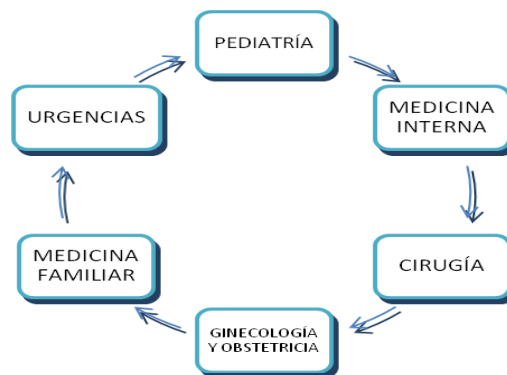 PEDIATRÍA
MEDICINA
INTERNA
CIRUGÍA
GINECOLOGÍA
Y OBSTETRICIA
MEDICINA
FAMILIAR
URGENCIAS